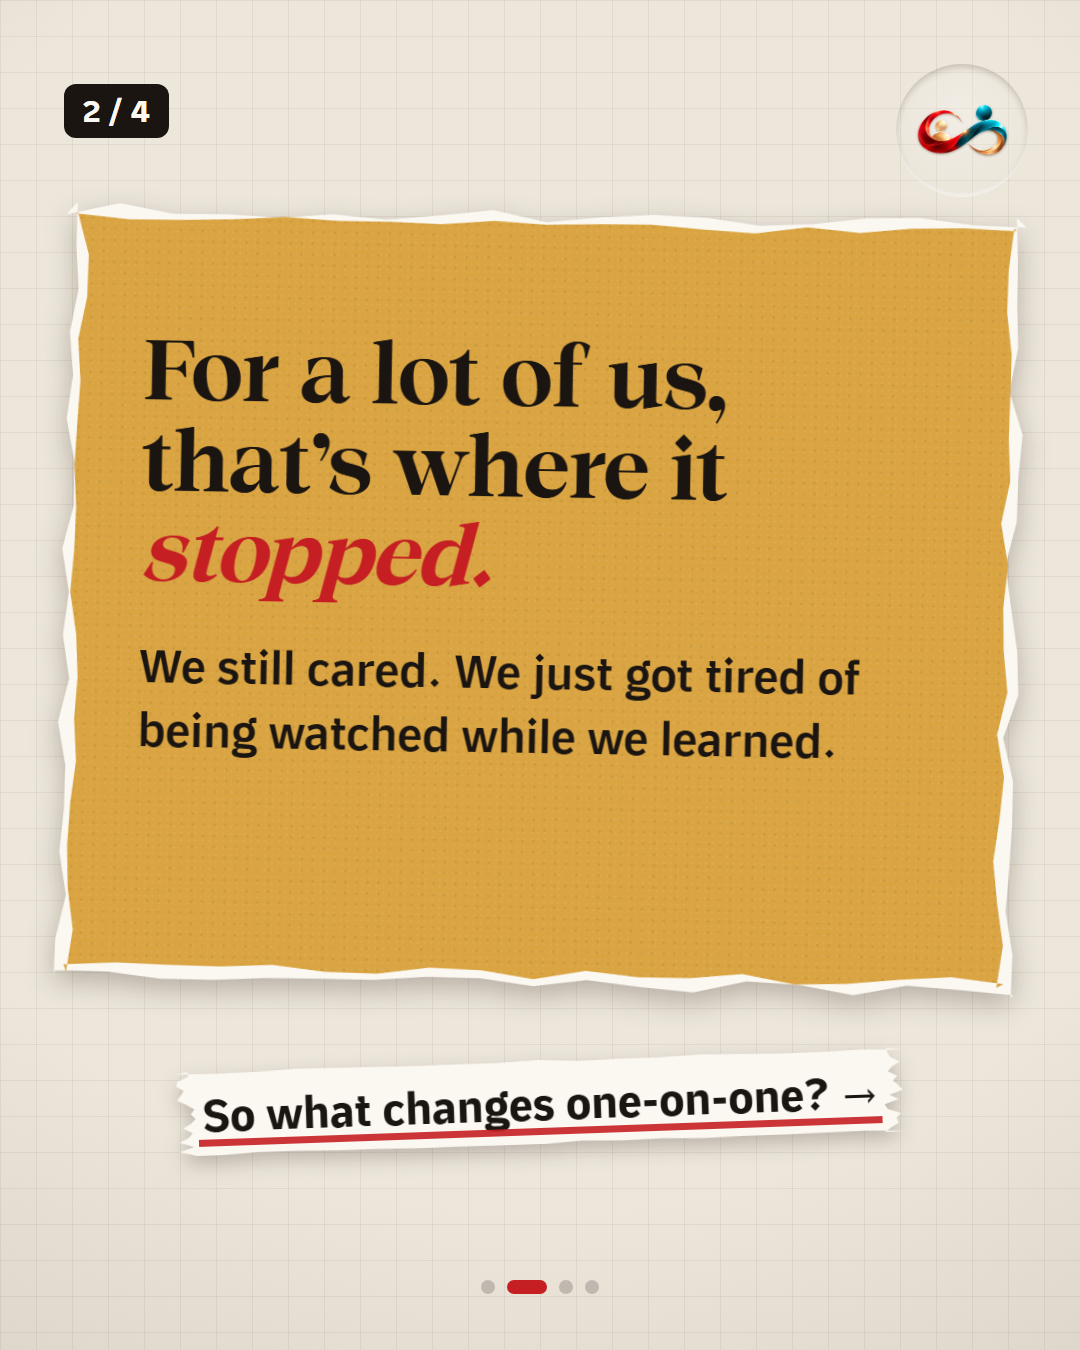 2 / 4
For a lot of us,
that’s where it
stopped.
We still cared. We just got tired of
being watched while we learned.
So what changes one-on-one? →